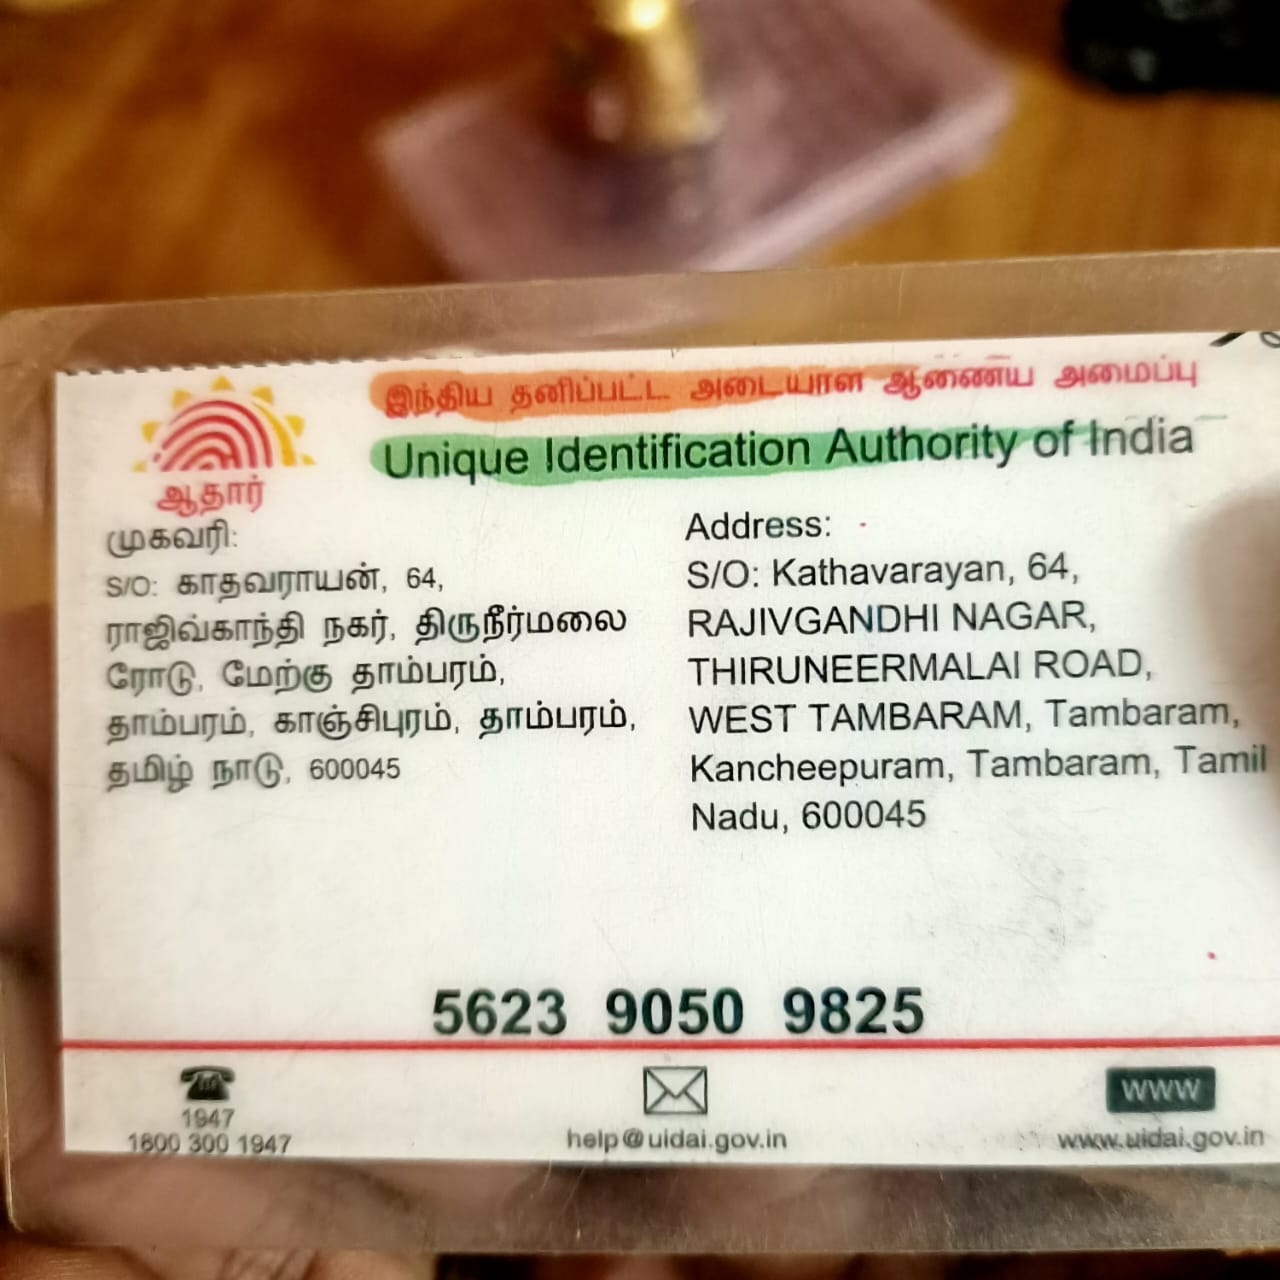 இந்திய தனிப்பட்ட அடையாள ஆணைய அமைப்பு
Unique Identification Authority of India
ஆதார்
முகவரி:
S/O: காதவராயன், 64,
ராஜிவ்காந்தி நகர், திருநீர்மலை
ரோடு, மேற்கு தாம்பரம்,
தாம்பரம், காஞ்சிபுரம், தாம்பரம்,
தமிழ் நாடு, 600045
Address:
S/O: Kathavarayan, 64,
RAJIVGANDHI NAGAR,
THIRUNEERMALAI ROAD,
WEST TAMBARAM, Tambaram,
Kancheepuram, Tambaram, Tamil
Nadu, 600045
5623 9050 9825
1947
1800 300 1947
help@uidai.gov.in
www
www.uidai.gov.in